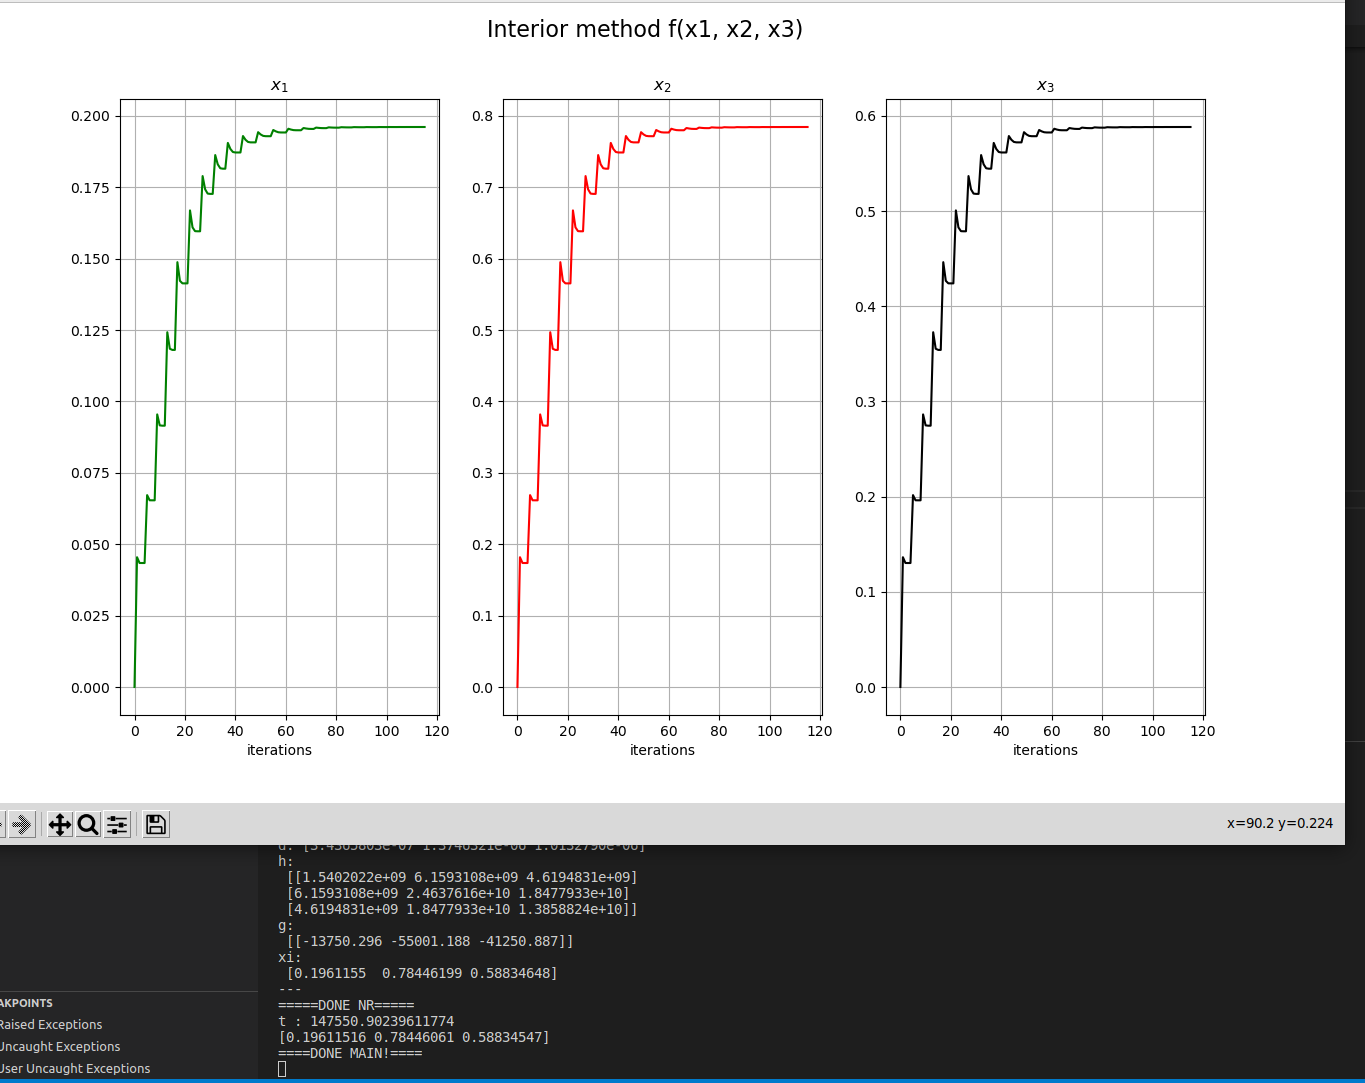 Interior method f(x1, x2, x3)
x₁
x₂
x₃
0.200
0.175
0.150
0.125
0.100
0.075
0.050
0.025
0.000
0 20 40 60 80 100 120
iterations
0.8
0.7
0.6
0.5
0.4
0.3
0.2
0.1
0.0
0 20 40 60 80 100 120
iterations
0.6
0.5
0.4
0.3
0.2
0.1
0.0
0 20 40 60 80 100 120
iterations
x=90.2 y=0.224
h:
[[1.5402022e+09 6.1593108e+09 4.6194831e+09]
[6.1593108e+09 2.4637616e+10 1.8477933e+10]
[4.6194831e+09 1.8477933e+10 1.3858824e+10]]
g:
[[-13750.296 -55001.188 -41250.887]]
xi:
[0.1961155  0.78446199 0.58834648]
---
=====DONE NR=====
t : 147550.90239611774
[0.19611516 0.78446061 0.58834547]
====DONE MAIN!====
AKPOINTS
Raised Exceptions
Uncaught Exceptions
User Uncaught Exceptions